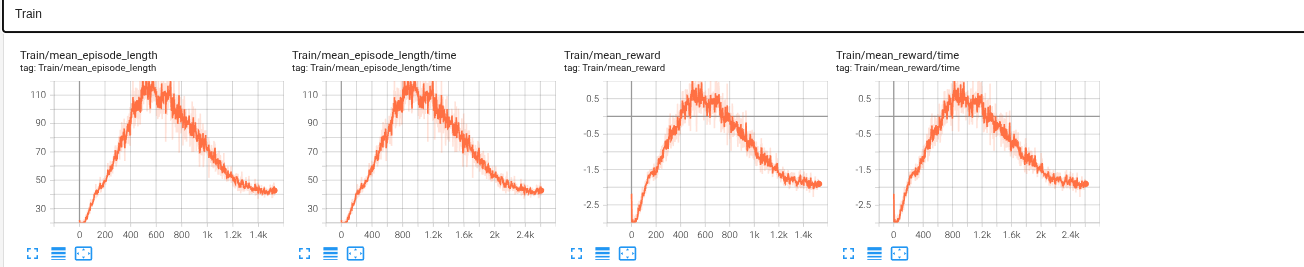 Train
Train/mean_episode_length
tag: Train/mean_episode_length
110
90
70
50
30
0 200 400 600 800 1k 1.2k 1.4k
Train/mean_episode_length/time
tag: Train/mean_episode_length/time
110
90
70
50
30
0 400 800 1.2k 1.6k 2k 2.4k
Train/mean_reward
tag: Train/mean_reward
0.5
-0.5
-1.5
-2.5
0 200 400 600 800 1k 1.2k 1.4k
Train/mean_reward/time
tag: Train/mean_reward/time
0.5
-0.5
-1.5
-2.5
0 400 800 1.2k 1.6k 2k 2.4k